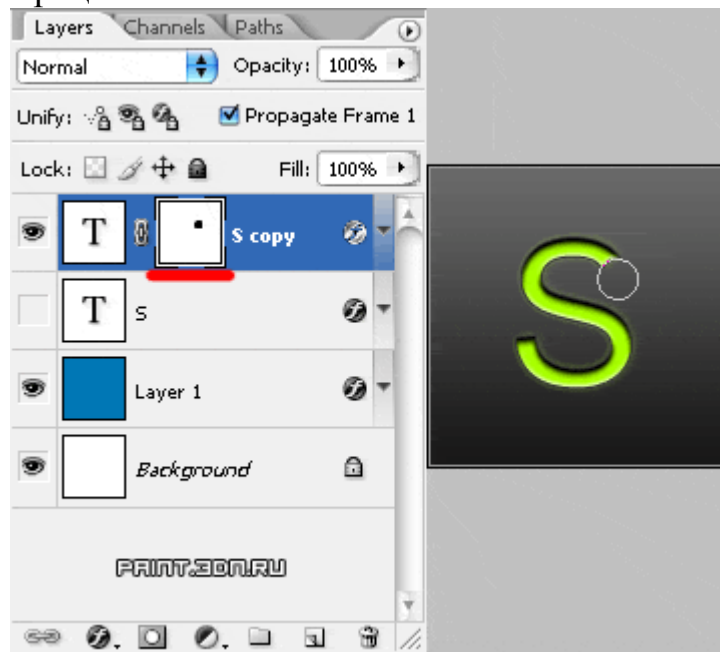 Layers Channels Paths
Normal Opacity: 100%
Unify: Propagate Frame 1
Lock: Fill: 100%
T S copy
T S
Layer 1
Background
PRINT.3DN.RU
S